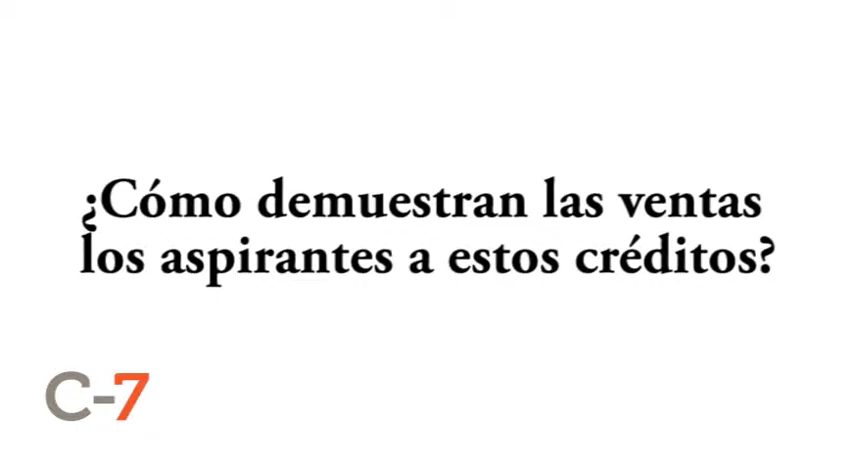 ¿Cómo demuestran las ventas
los aspirantes a estos créditos?
C-7